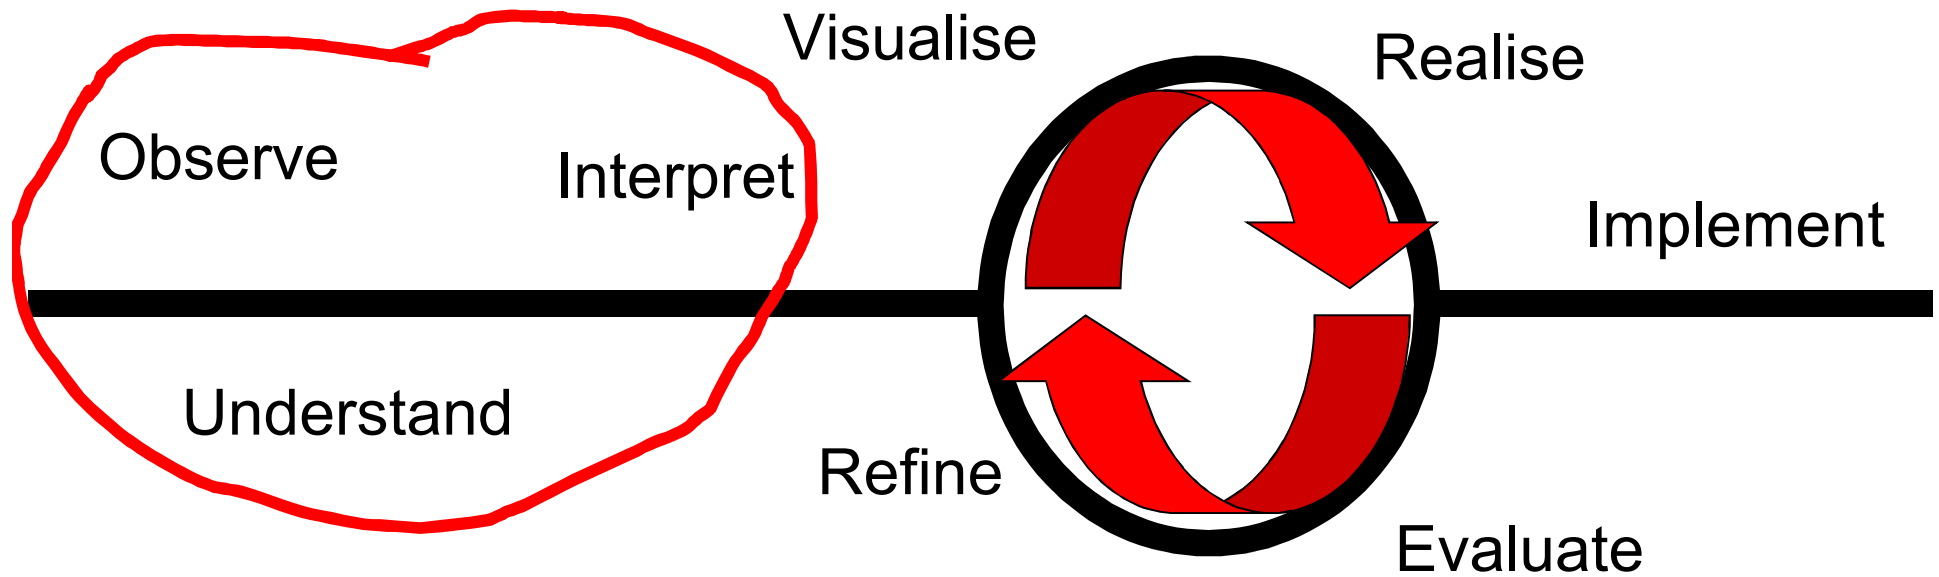 Observe
Interpret
Understand
Visualise
Realise
Refine
Evaluate
Implement